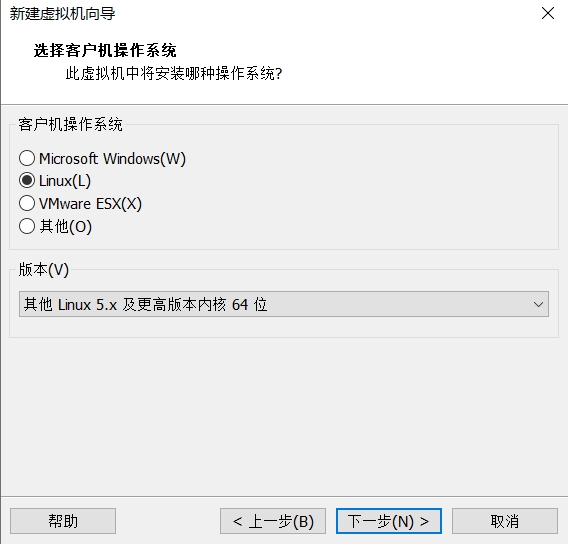 新建虚拟机向导
选择客户机操作系统
此虚拟机中将安装哪种操作系统?
客户机操作系统
Microsoft Windows(W)
Linux(L)
VMware ESX(X)
其他(O)
版本(V)
其他 Linux 5.x 及更高版本内核 64 位
帮助
< 上一步(B)
下一步(N) >
取消